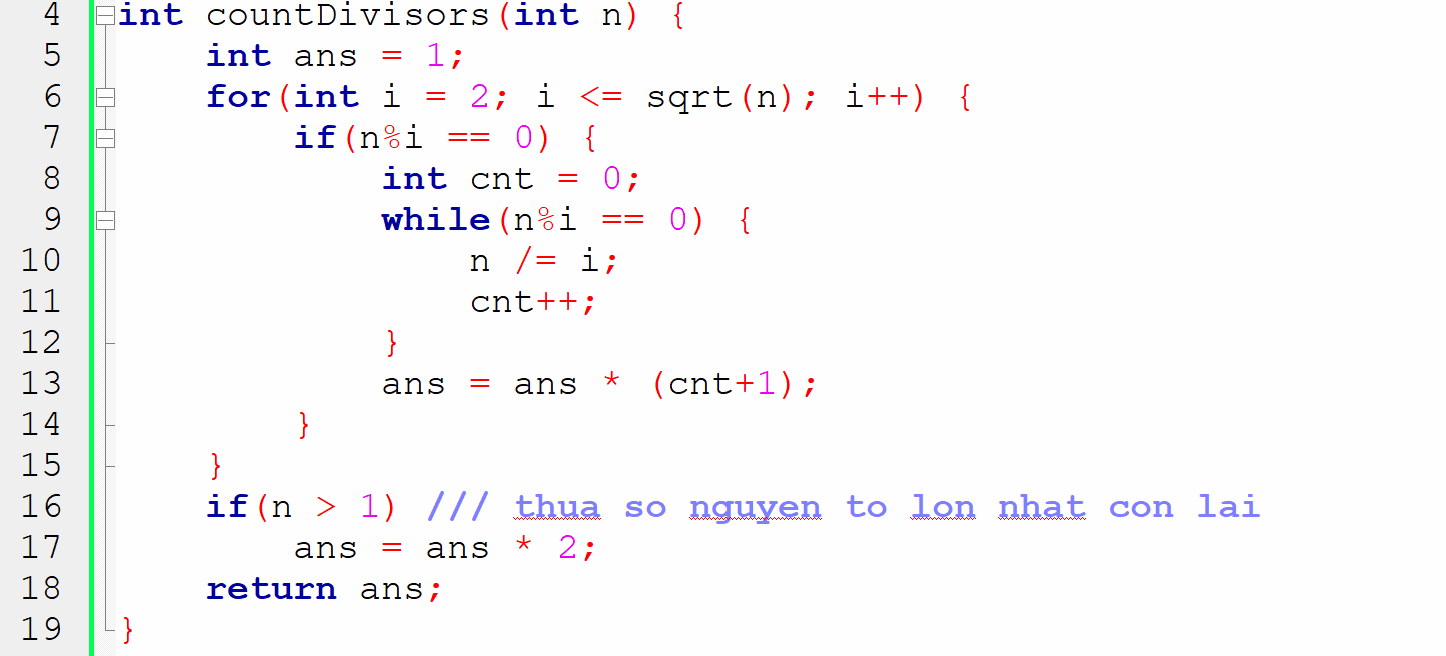 4 int countDivisors(int n) {
5     int ans = 1;
6     for(int i = 2; i <= sqrt(n); i++) {
7         if(n%i == 0) {
8             int cnt = 0;
9             while(n%i == 0) {
10                 n /= i;
11                 cnt++;
12             }
13             ans = ans * (cnt+1);
14         }
15     }
16     if(n > 1) /// thua so nguyen to lon nhat con lai
17         ans = ans * 2;
18     return ans;
19 }